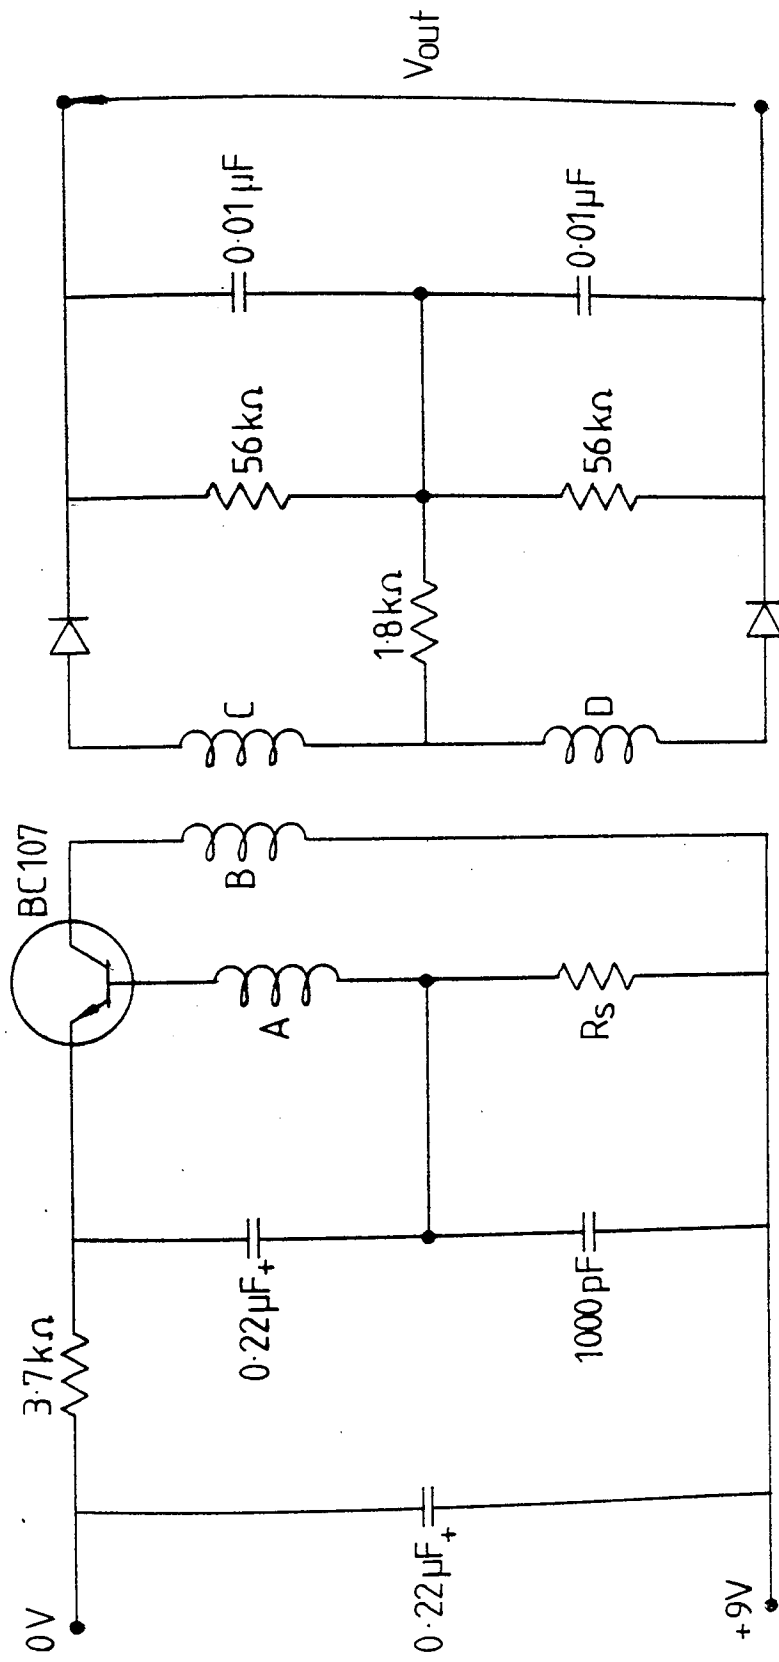 0V
3·7kΩ
BC107
0·22µF
+
0·22µF
+
1000pF
A
Rs
B
C
D
1·8kΩ
56kΩ
56kΩ
0·01µF
0·01µF
Vout
+9V